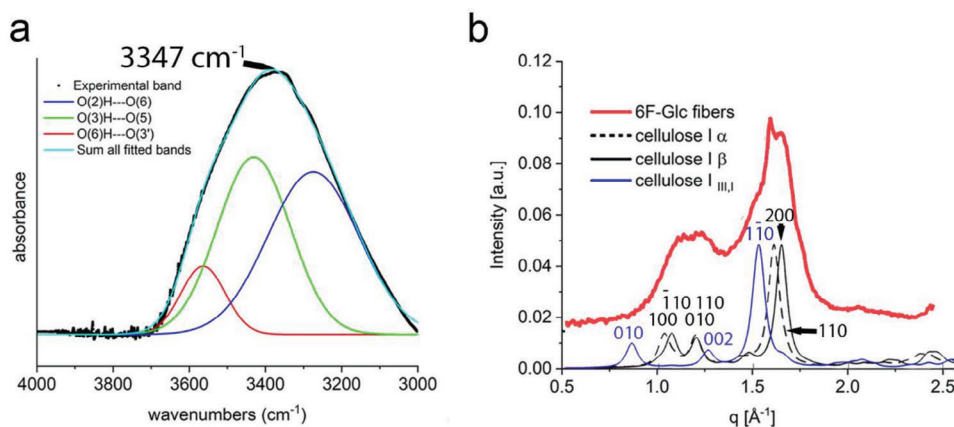 a
3347 cm-1
Experimental band
O(2)H---O(6)
O(3)H---O(5)
O(6)H---O(3')
Sum all fitted bands
absorbance
4000
3800
3600
3400
3200
3000
wavenumbers (cm-1)
b
0.12
0.10
0.08
0.06
0.04
0.02
0.00
Intensity [a.u.]
6F-Glc fibers
cellulose I α
cellulose I β
cellulose I III,I
200
1-10
-110
110
100
010
010
002
110
0.5
1.0
1.5
2.0
2.5
q [Å-1]